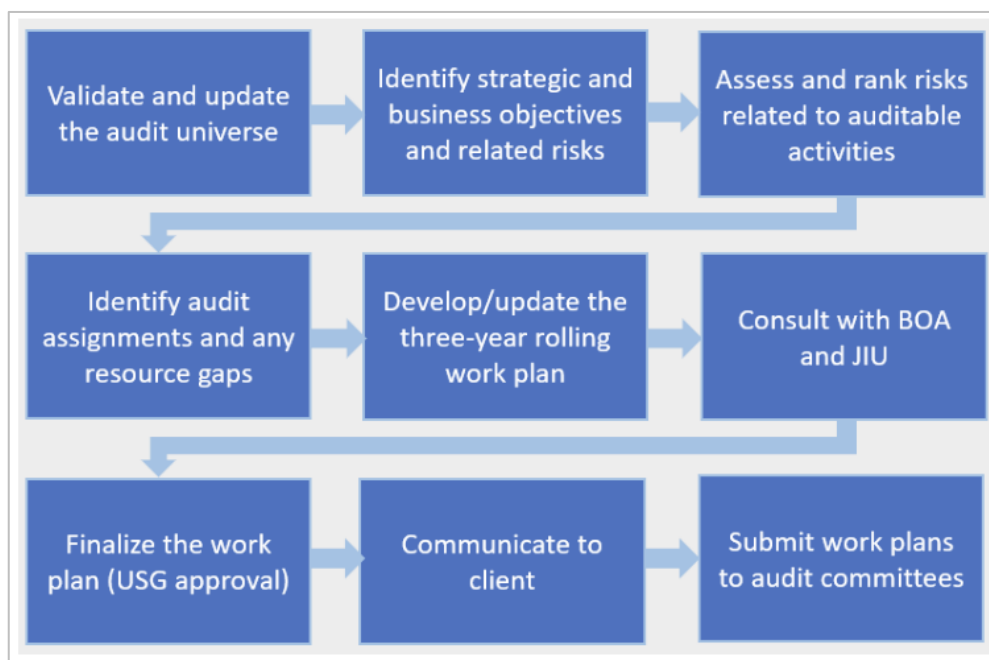 Validate and update
the audit universe
Identify strategic and
business objectives
and related risks
Assess and rank risks
related to auditable
activities
Identify audit
assignments and any
resource gaps
Develop/update the
three-year rolling
work plan
Consult with BOA
and JIU
Finalize the work
plan (USG approval)
Communicate to
client
Submit work plans
to audit committees